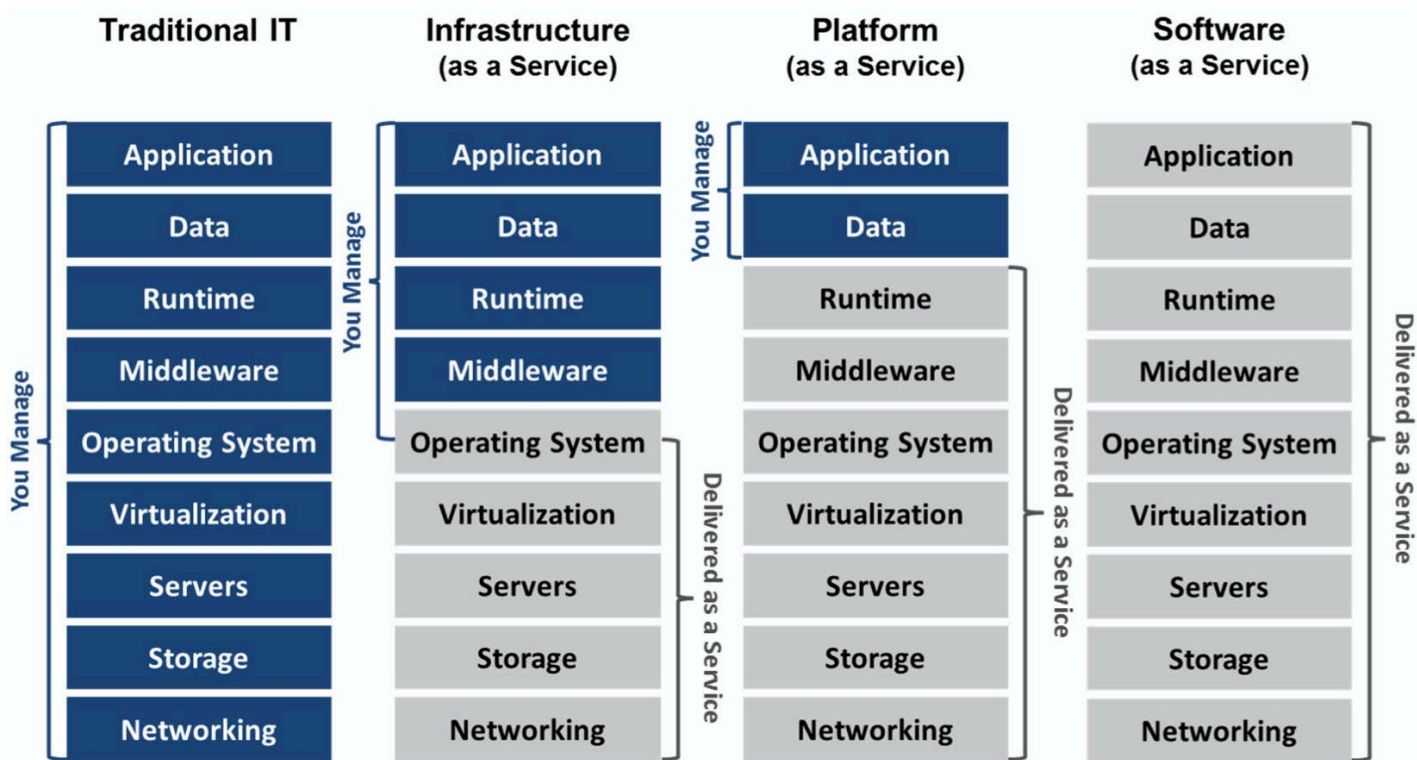 Traditional IT
Infrastructure
(as a Service)
Platform
(as a Service)
Software
(as a Service)
You Manage
Application
Data
Runtime
Middleware
Operating System
Virtualization
Servers
Storage
Networking
You Manage
Application
Data
Runtime
Middleware
Operating System
Virtualization
Servers
Storage
Networking
Delivered as a Service
You Manage
Application
Data
Runtime
Middleware
Operating System
Virtualization
Servers
Storage
Networking
Delivered as a Service
Application
Data
Runtime
Middleware
Operating System
Virtualization
Servers
Storage
Networking
Delivered as a Service